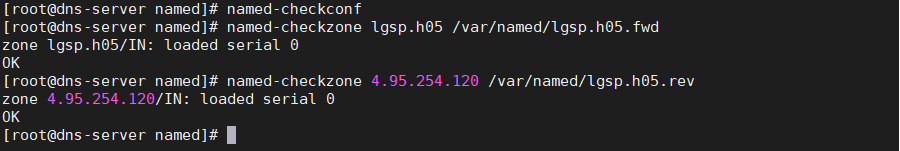 [root@dns-server named]# named-checkconf
[root@dns-server named]# named-checkzone lgsp.h05 /var/named/lgsp.h05.fwd
zone lgsp.h05/IN: loaded serial 0
OK
[root@dns-server named]# named-checkzone 4.95.254.120 /var/named/lgsp.h05.rev
zone 4.95.254.120/IN: loaded serial 0
OK
[root@dns-server named]#